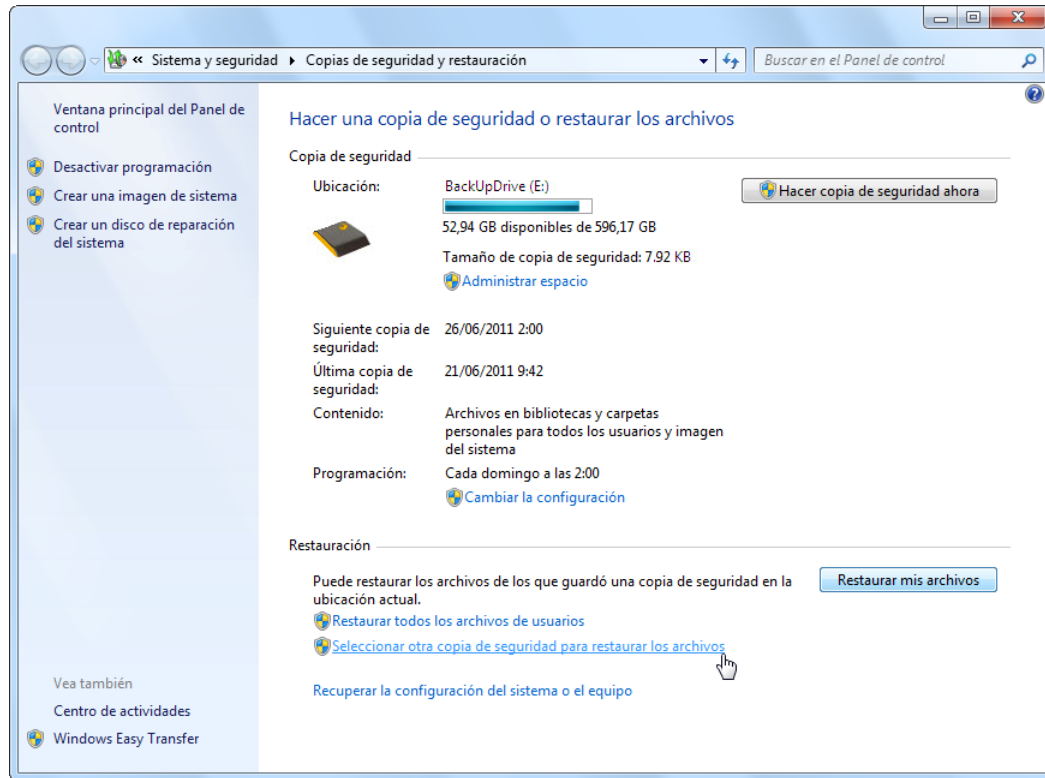 « Sistema y seguridad ▸ Copias de seguridad y restauración
Buscar en el Panel de control
Ventana principal del Panel de
control
Desactivar programación
Crear una imagen de sistema
Crear un disco de reparación
del sistema
Vea también
Centro de actividades
Windows Easy Transfer
Hacer una copia de seguridad o restaurar los archivos
Copia de seguridad
Ubicación: BackUpDrive (E:)
Hacer copia de seguridad ahora
52,94 GB disponibles de 596,17 GB
Tamaño de copia de seguridad: 7.92 KB
Administrar espacio
Siguiente copia de 26/06/2011 2:00
seguridad:
Última copia de 21/06/2011 9:42
seguridad:
Contenido: Archivos en bibliotecas y carpetas
personales para todos los usuarios y imagen
del sistema
Programación: Cada domingo a las 2:00
Cambiar la configuración
Restauración
Puede restaurar los archivos de los que guardó una copia de seguridad en la
ubicación actual.
Restaurar mis archivos
Restaurar todos los archivos de usuarios
Seleccionar otra copia de seguridad para restaurar los archivos
Recuperar la configuración del sistema o el equipo